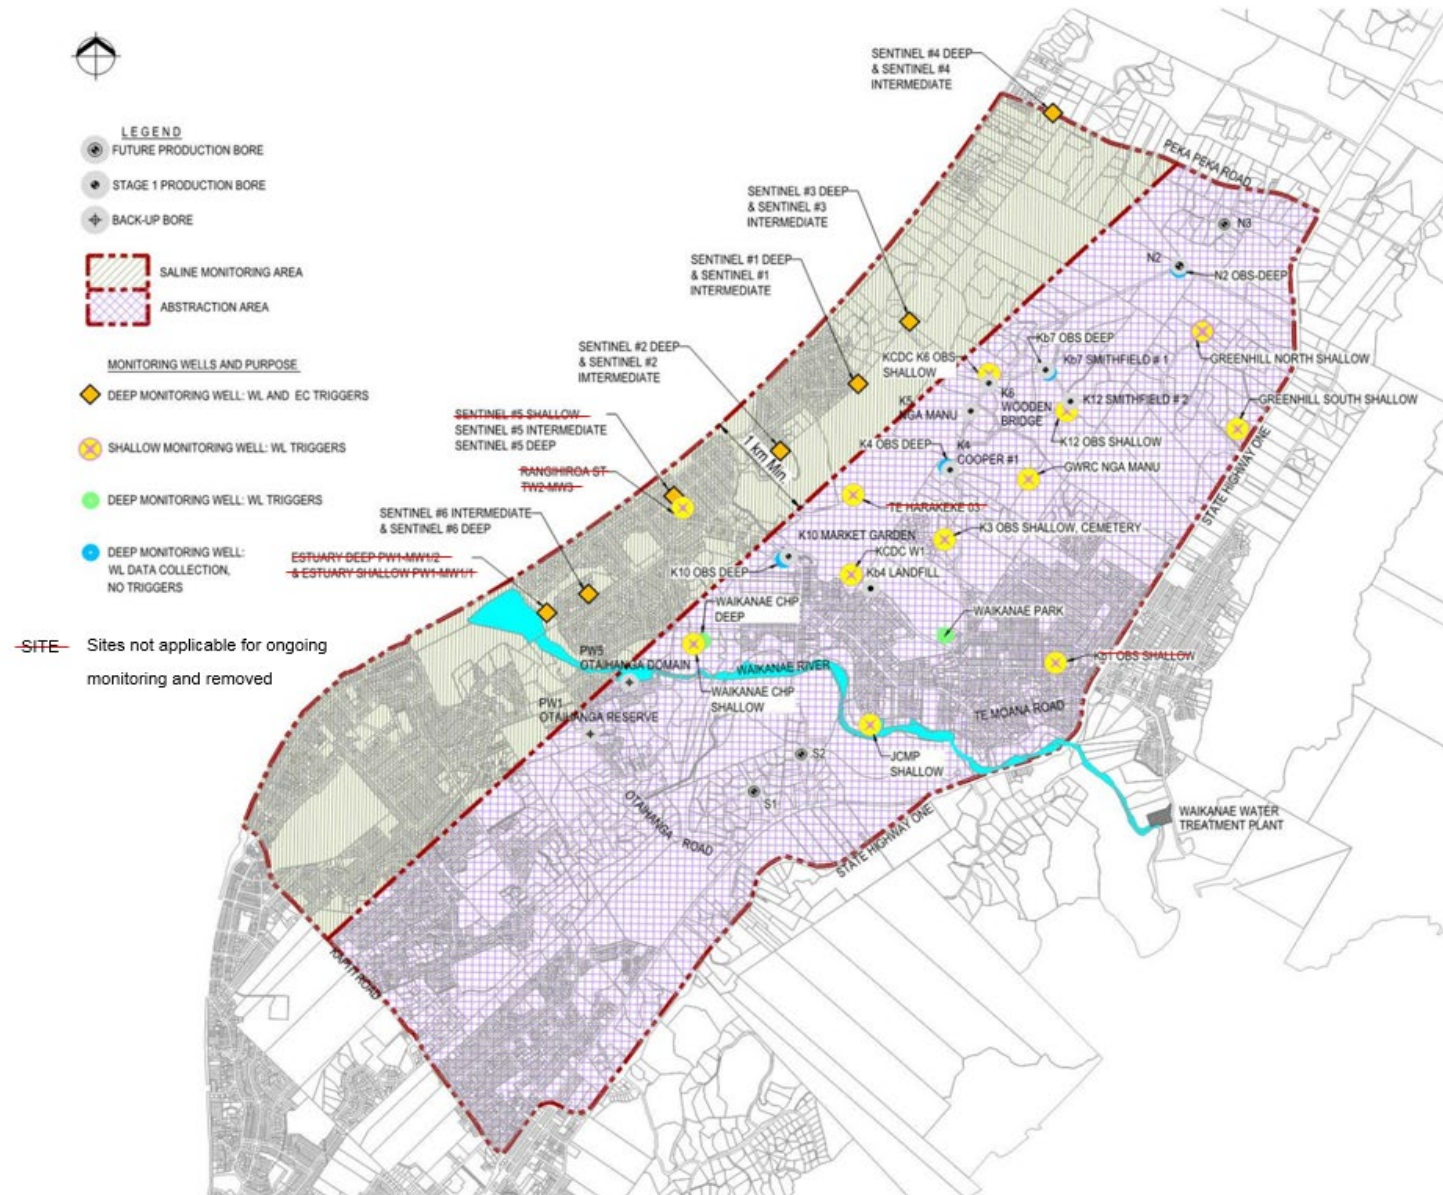 LEGEND
FUTURE PRODUCTION BORE
STAGE 1 PRODUCTION BORE
BACK-UP BORE
SALINE MONITORING AREA
ABSTRACTION AREA
MONITORING WELLS AND PURPOSE
DEEP MONITORING WELL: WL AND EC TRIGGERS
SHALLOW MONITORING WELL: WL TRIGGERS
DEEP MONITORING WELL: WL TRIGGERS
DEEP MONITORING WELL:
WL DATA COLLECTION,
NO TRIGGERS
SITE
Sites not applicable for ongoing
monitoring and removed
SENTINEL #4 DEEP
& SENTINEL #4
INTERMEDIATE
PEKA PEKA ROAD
SENTINEL #3 DEEP
& SENTINEL #3
INTERMEDIATE
N3
SENTINEL #1 DEEP
& SENTINEL #1
INTERMEDIATE
N2
N2 OBS-DEEP
SENTINEL #2 DEEP
& SENTINEL #2
IMTERMEDIATE
Kb7 OBS DEEP
KCDC K6 OBS
SHALLOW
Kb7 SMITHFIELD # 1
GREENHILL NORTH SHALLOW
K6
WOODEN
BRIDGE
K5
NGA MANU
K12 SMITHFIELD # 2
GREENHILL SOUTH SHALLOW
SENTINEL #5 SHALLOW
SENTINEL #5 INTERMEDIATE
SENTINEL #5 DEEP
1 km Min.
K4 OBS DEEP
K4
COOPER #1
K12 OBS SHALLOW
RANGIHIROA ST
TW2-MW3
GWRC NGA MANU
STATE HIGHWAY ONE
SENTINEL #6 INTERMEDIATE
& SENTINEL #6 DEEP
TE HARAKEKE 03
K3 OBS SHALLOW, CEMETERY
K10 MARKET GARDEN
KCDC W1
ESTUARY DEEP PW1-MW1/2
& ESTUARY SHALLOW PW1-MW1/1
K10 OBS DEEP
Kb4 LANDFILL
WAIKANAE CHP
DEEP
WAIKANAE PARK
PW5
OTAIHANGA DOMAIN
WAIKANAE RIVER
Kb1 OBS SHALLOW
WAIKANAE CHP
SHALLOW
PW1
OTAIHANGA RESERVE
TE MOANA ROAD
S2
JCMP
SHALLOW
S1
OTAIHANGA ROAD
STATE HIGHWAY ONE
WAIKANAE WATER
TREATMENT PLANT
KAPITI ROAD